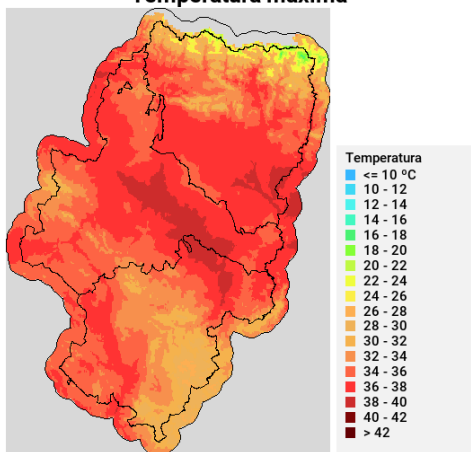 Temperatura máxima
Temperatura
<= 10 ºC
10 - 12
12 - 14
14 - 16
16 - 18
18 - 20
20 - 22
22 - 24
24 - 26
26 - 28
28 - 30
30 - 32
32 - 34
34 - 36
36 - 38
38 - 40
40 - 42
> 42